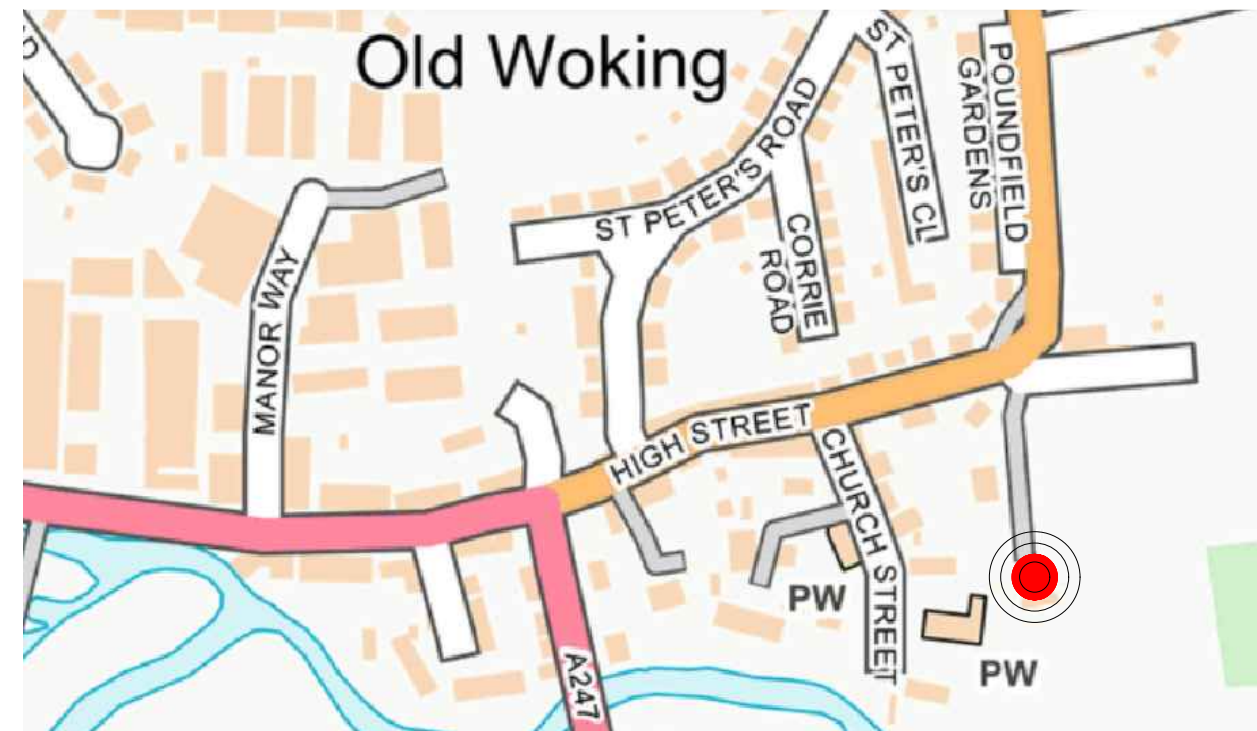 Old Woking
ST PETER'S CL
POUNDFIELD
GARDENS
ST PETER'S ROAD
CORRIE
ROAD
MANOR WAY
HIGH STREET
CHURCH STREET
PW
PW
A247